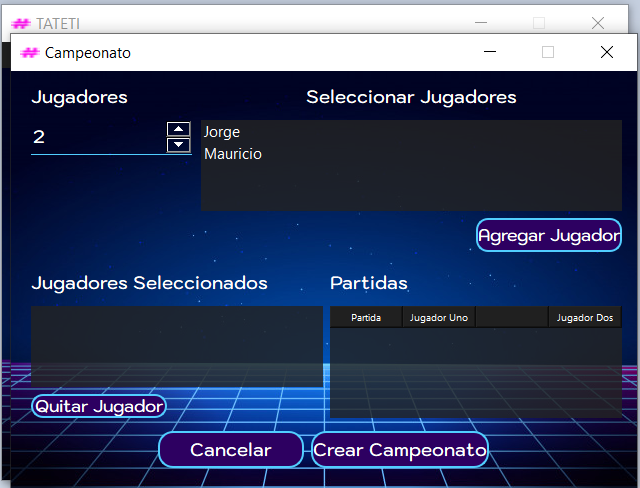 TATETI
Campeonato
Jugadores
Seleccionar Jugadores
2
Jorge
Mauricio
Agregar Jugador
Jugadores Seleccionados
Partidas
Partida Jugador Uno Jugador Dos
Quitar Jugador
Cancelar
Crear Campeonato